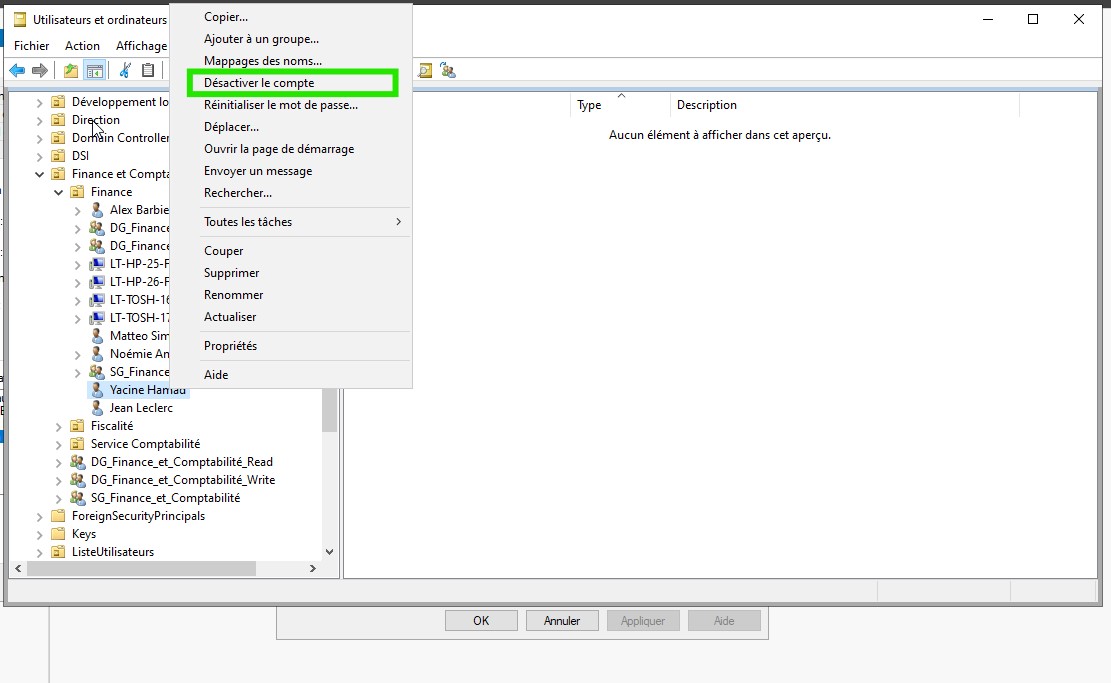 Utilisateurs et ordinateurs
Fichier Action Affichage
Copier...
Ajouter à un groupe...
Mappages des noms...
Désactiver le compte
Réinitialiser le mot de passe...
Déplacer...
Ouvrir la page de démarrage
Envoyer un message
Rechercher...
Toutes les tâches
Couper
Supprimer
Renommer
Actualiser
Propriétés
Aide
Développement lo
Direction
Domain Controller
DSI
Finance et Compta
Finance
Alex Barbie
DG_Finance
DG_Finance
LT-HP-25-F
LT-HP-26-F
LT-TOSH-16
LT-TOSH-17
Matteo Sim
Noémie An
SG_Finance
Yacine Hamad
Jean Leclerc
Fiscalité
Service Comptabilité
DG_Finance_et_Comptabilité_Read
DG_Finance_et_Comptabilité_Write
SG_Finance_et_Comptabilité
ForeignSecurityPrincipals
Keys
ListeUtilisateurs
Type Description
Aucun élément à afficher dans cet aperçu.
OK Annuler Appliquer Aide